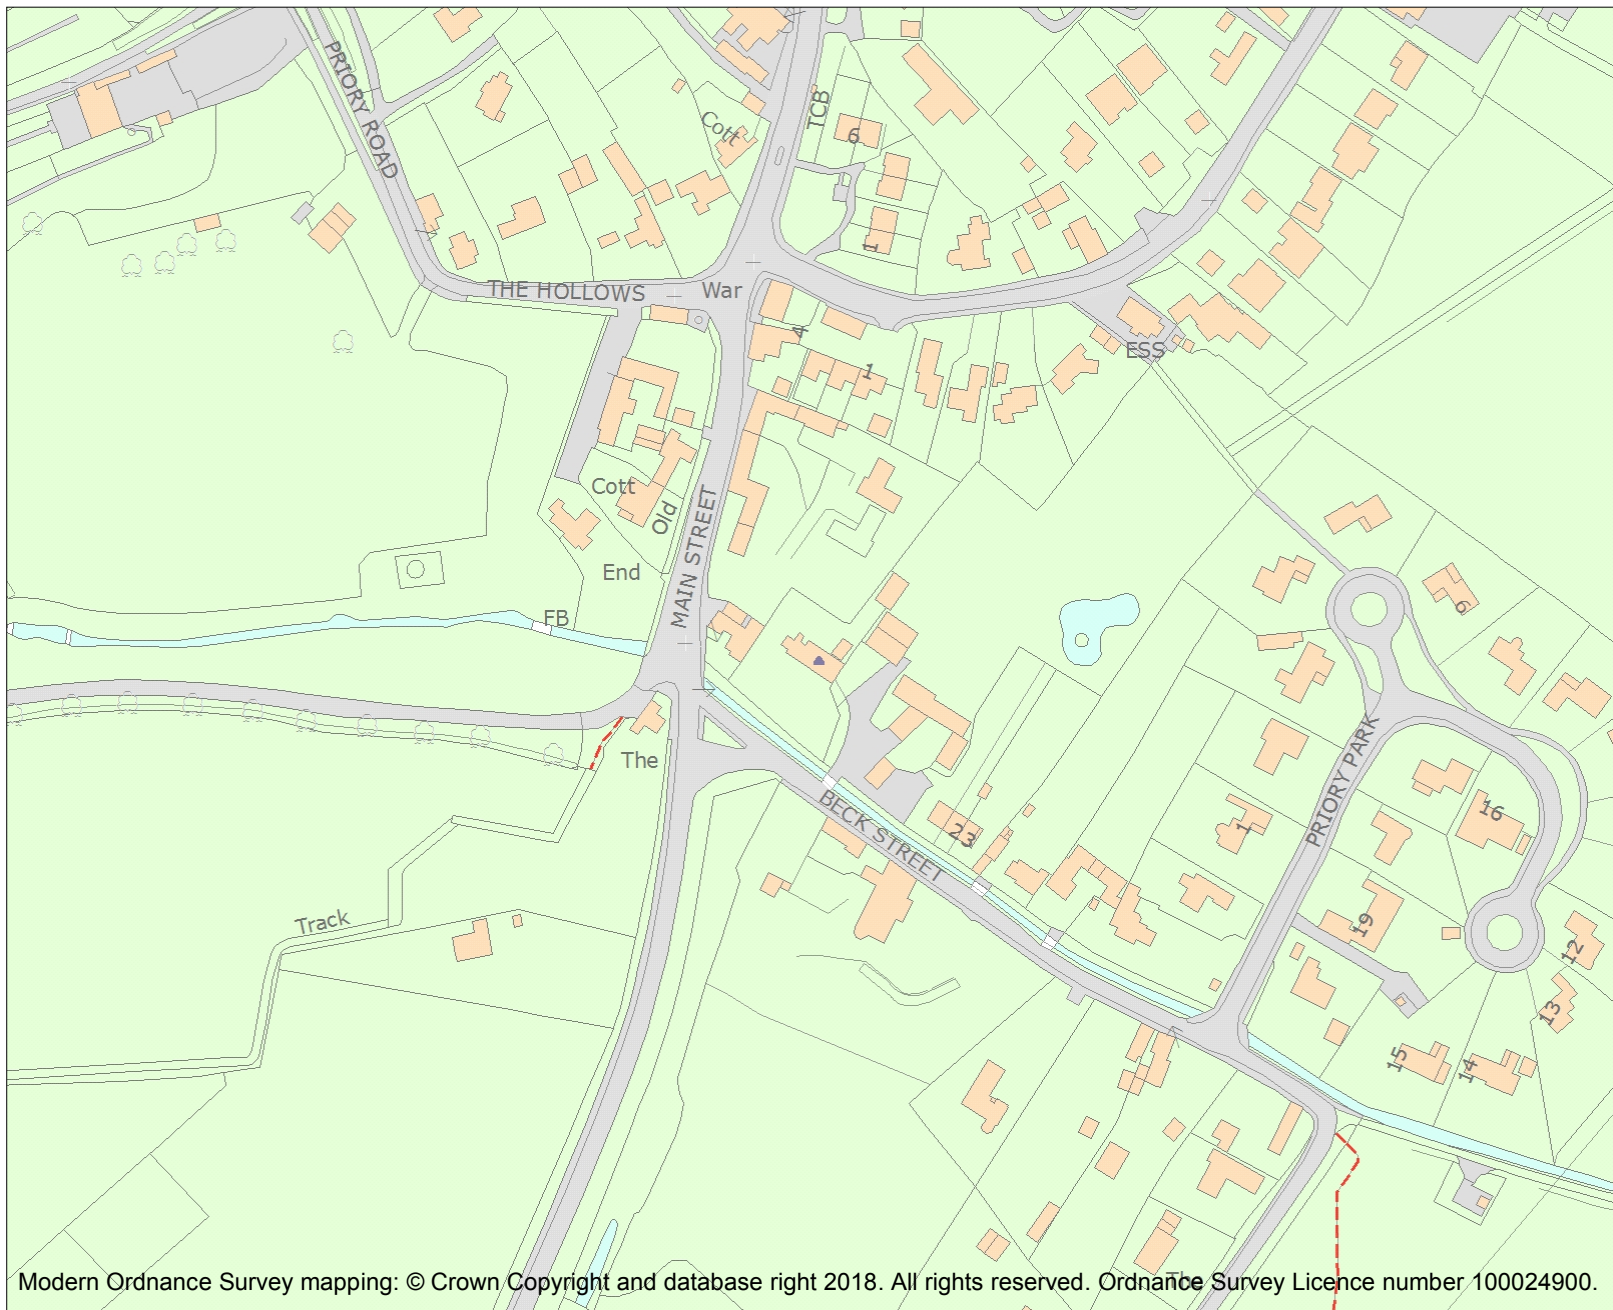 PRIORY ROAD
TCB
Cott
6
1
THE HOLLOWS
War
4
1
ESS
Cott
Old
MAIN STREET
End
FB
6
The
PRIORY PARK
BECK STREET
23
1
16
Track
19
12
13
15
14
The
Modern Ordnance Survey mapping: © Crown Copyright and database right 2018. All rights reserved. Ordnance Survey Licence number 100024900.